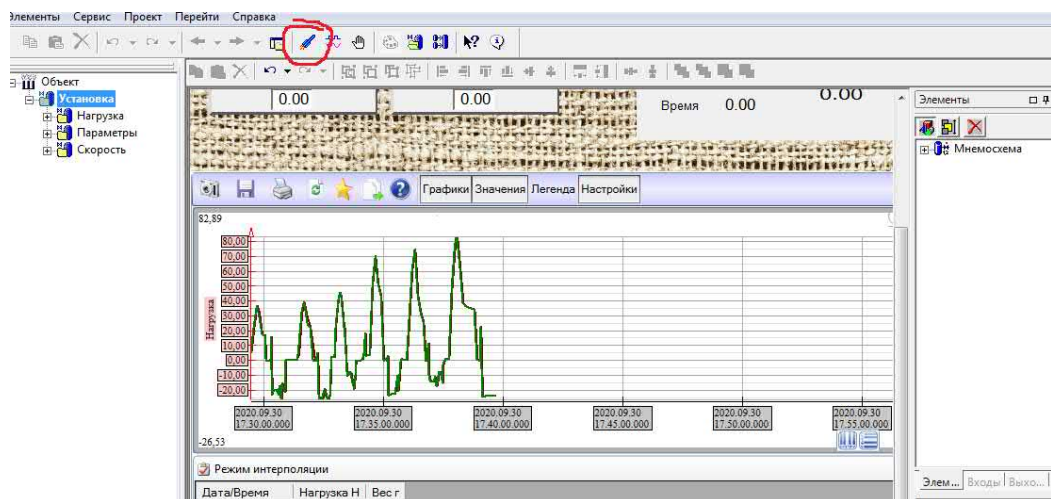 Элементы Сервис Проект Перейти Справка
Объект
Установка
Нагрузка
Параметры
Скорость
0.00 0.00 Время 0.00 0.00
Элементы
Мнемосхема
Графики Значения Легенда Настройки
82,89
80,00
70,00
60,00
50,00
40,00
30,00
20,00
10,00
0,00
-10,00
-20,00
Нагрузка
2020.09.30 2020.09.30 2020.09.30 2020.09.30 2020.09.30 2020.09.30
17.30.00.000 17.35.00.000 17.40.00.000 17.45.00.000 17.50.00.000 17.55.00.000
-26,53
Режим интерполяции
Дата/Время Нагрузка Н Вес г
Элем... Входы Выхо...